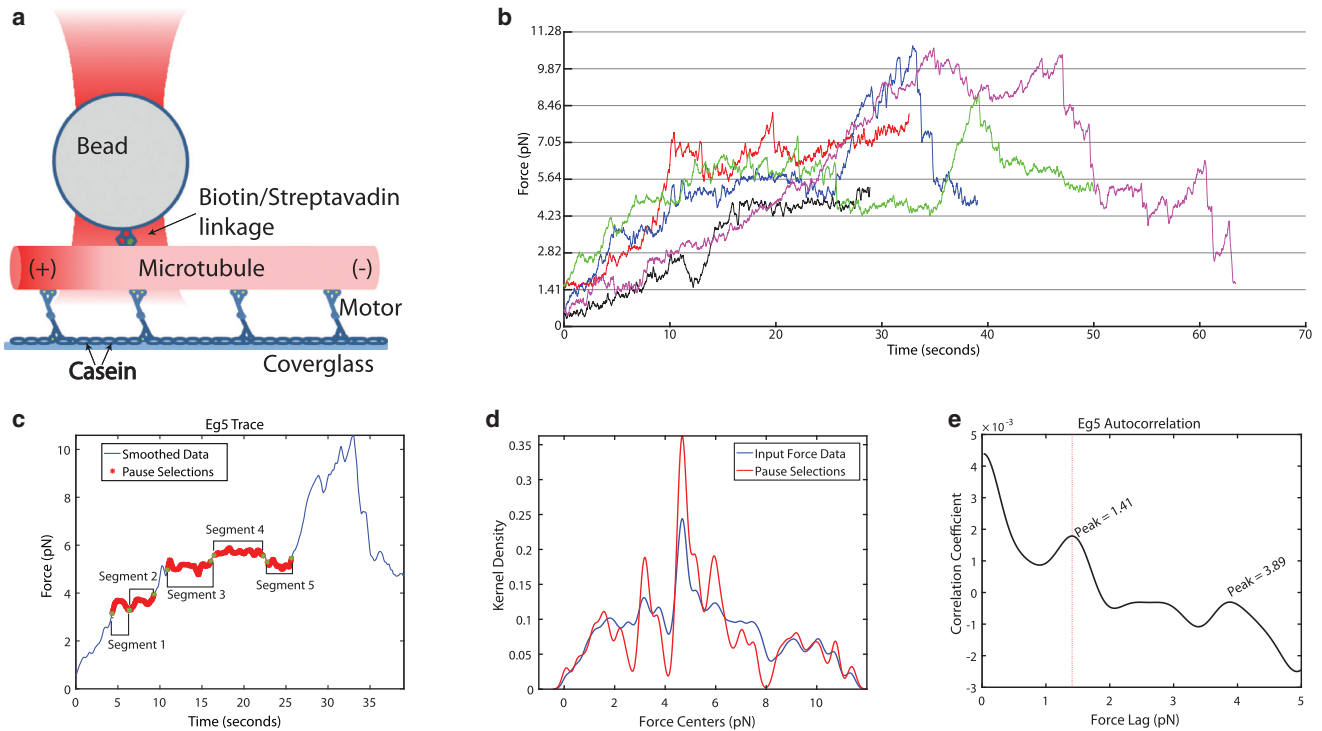 a
Bead
Biotin/Streptavadin
linkage
(+)
Microtubule
(-)
Motor
Casein
Coverglass
b
Force (pN)
11.28
9.87
8.46
7.05
5.64
4.23
2.82
1.41
0
0
10
20
30
40
50
60
70
Time (seconds)
c
Eg5 Trace
Smoothed Data
Pause Selections
Force (pN)
10
8
6
4
2
0
Segment 4
Segment 2
Segment 3
Segment 5
Segment 1
0
5
10
15
20
25
30
35
Time (seconds)
d
Input Force Data
Pause Selections
Kernel Density
0.35
0.3
0.25
0.2
0.15
0.1
0.05
0
0
2
4
6
8
10
Force Centers (pN)
e
Eg5 Autocorrelation
× 10⁻³
Correlation Coefficient
5
4
3
2
1
0
-1
-2
-3
Peak = 1.41
Peak = 3.89
0
1
2
3
4
5
Force Lag (pN)